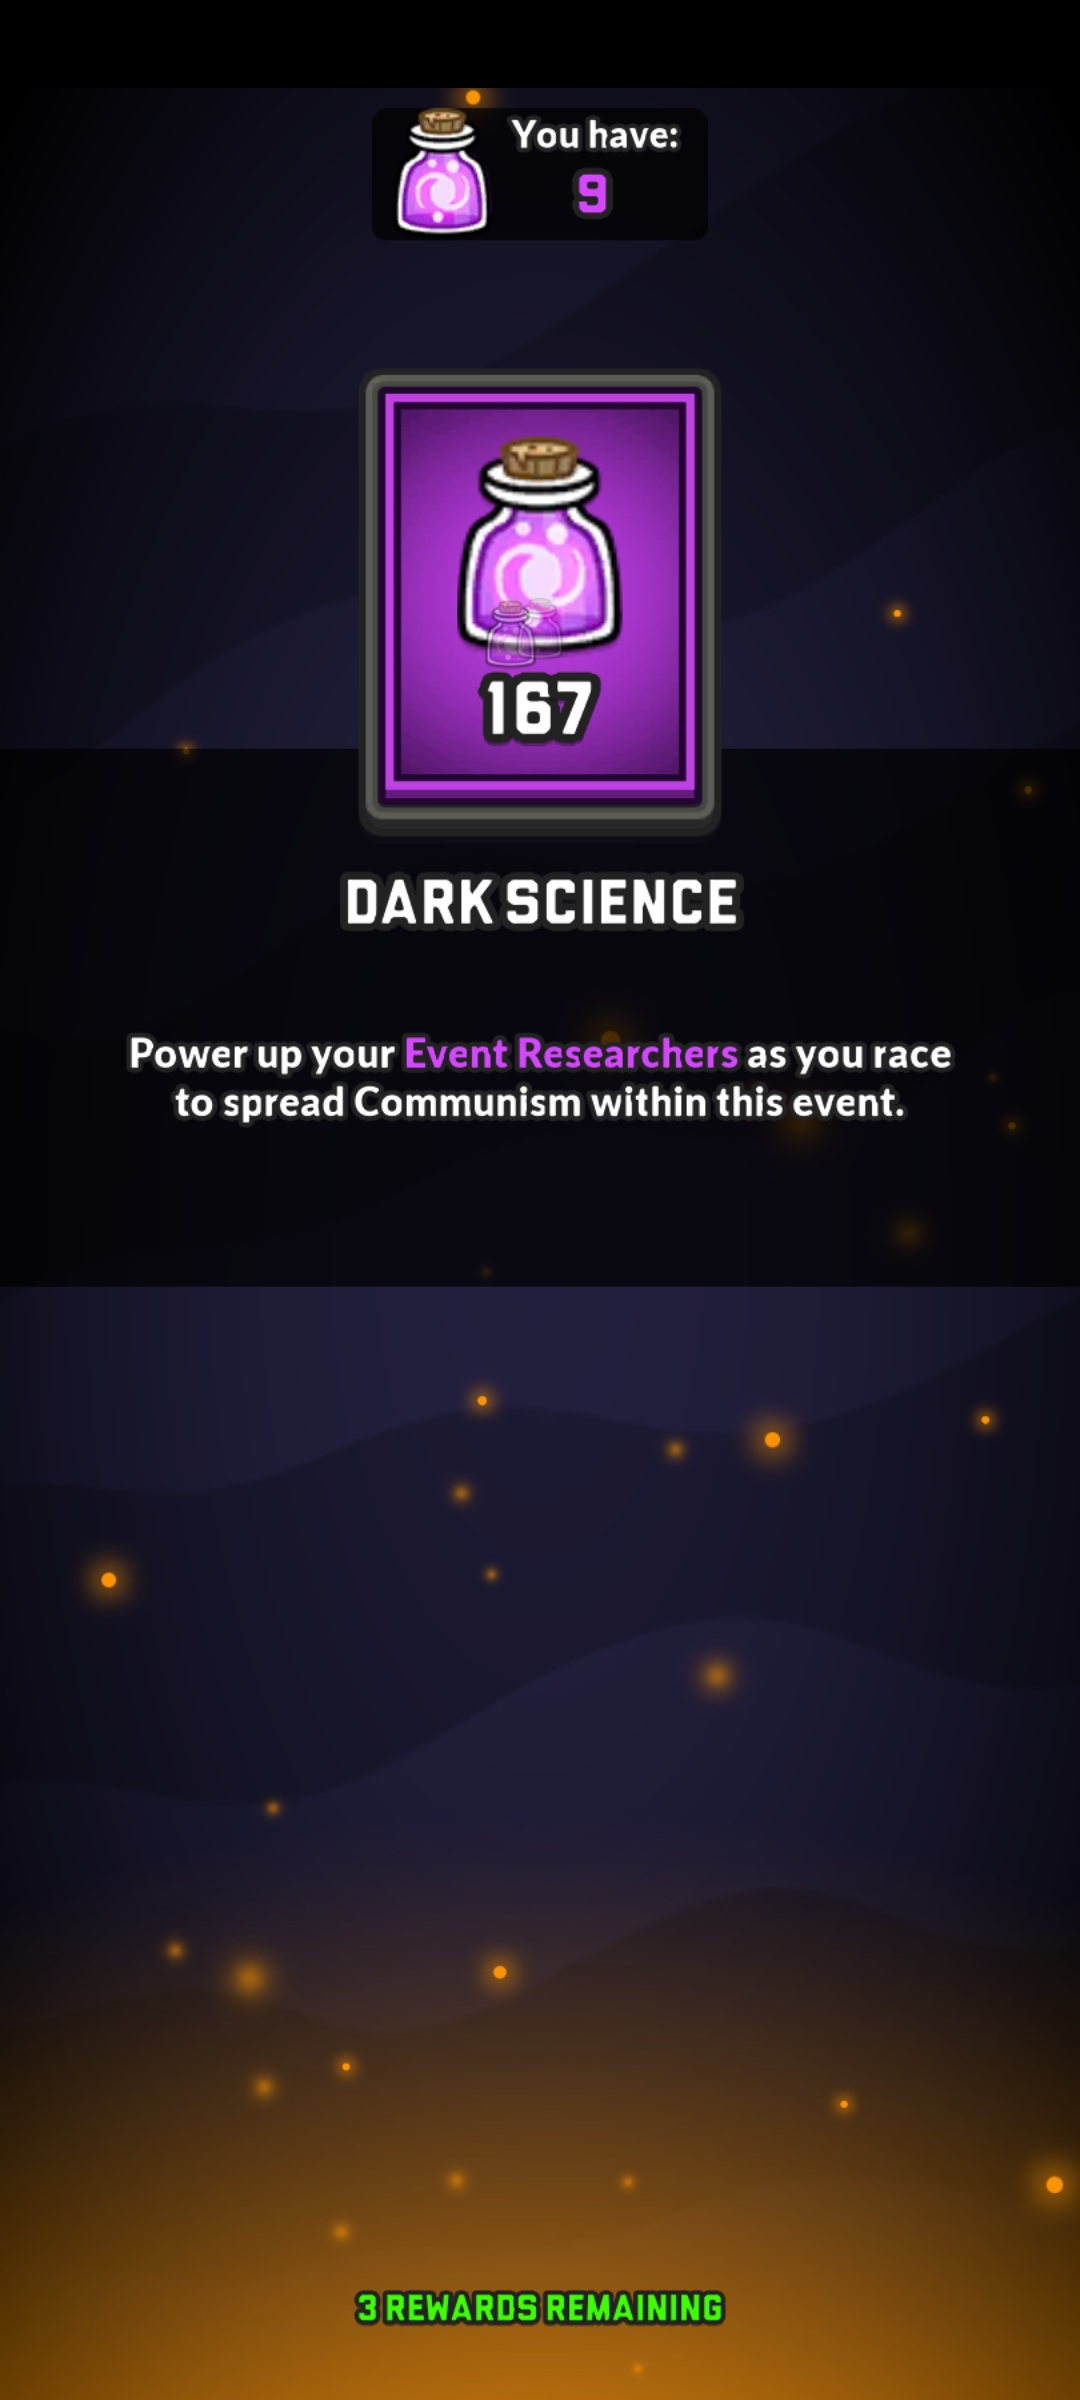 You have:
9
167
DARK SCIENCE
Power up your Event Researchers as you race
to spread Communism within this event.
3 REWARDS REMAINING